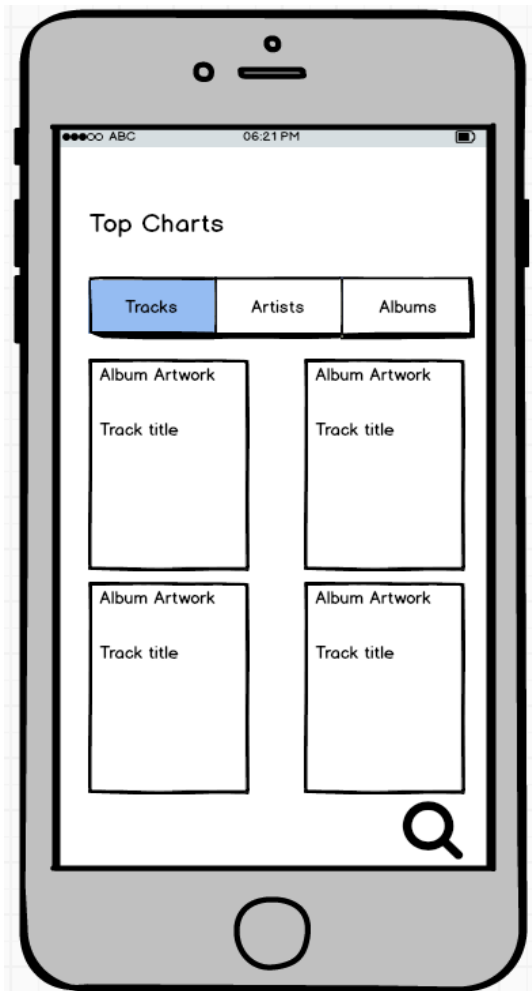 ABC 06:21 PM
Top Charts
Tracks Artists Albums
Album Artwork Album Artwork
Track title Track title
Album Artwork Album Artwork
Track title Track title